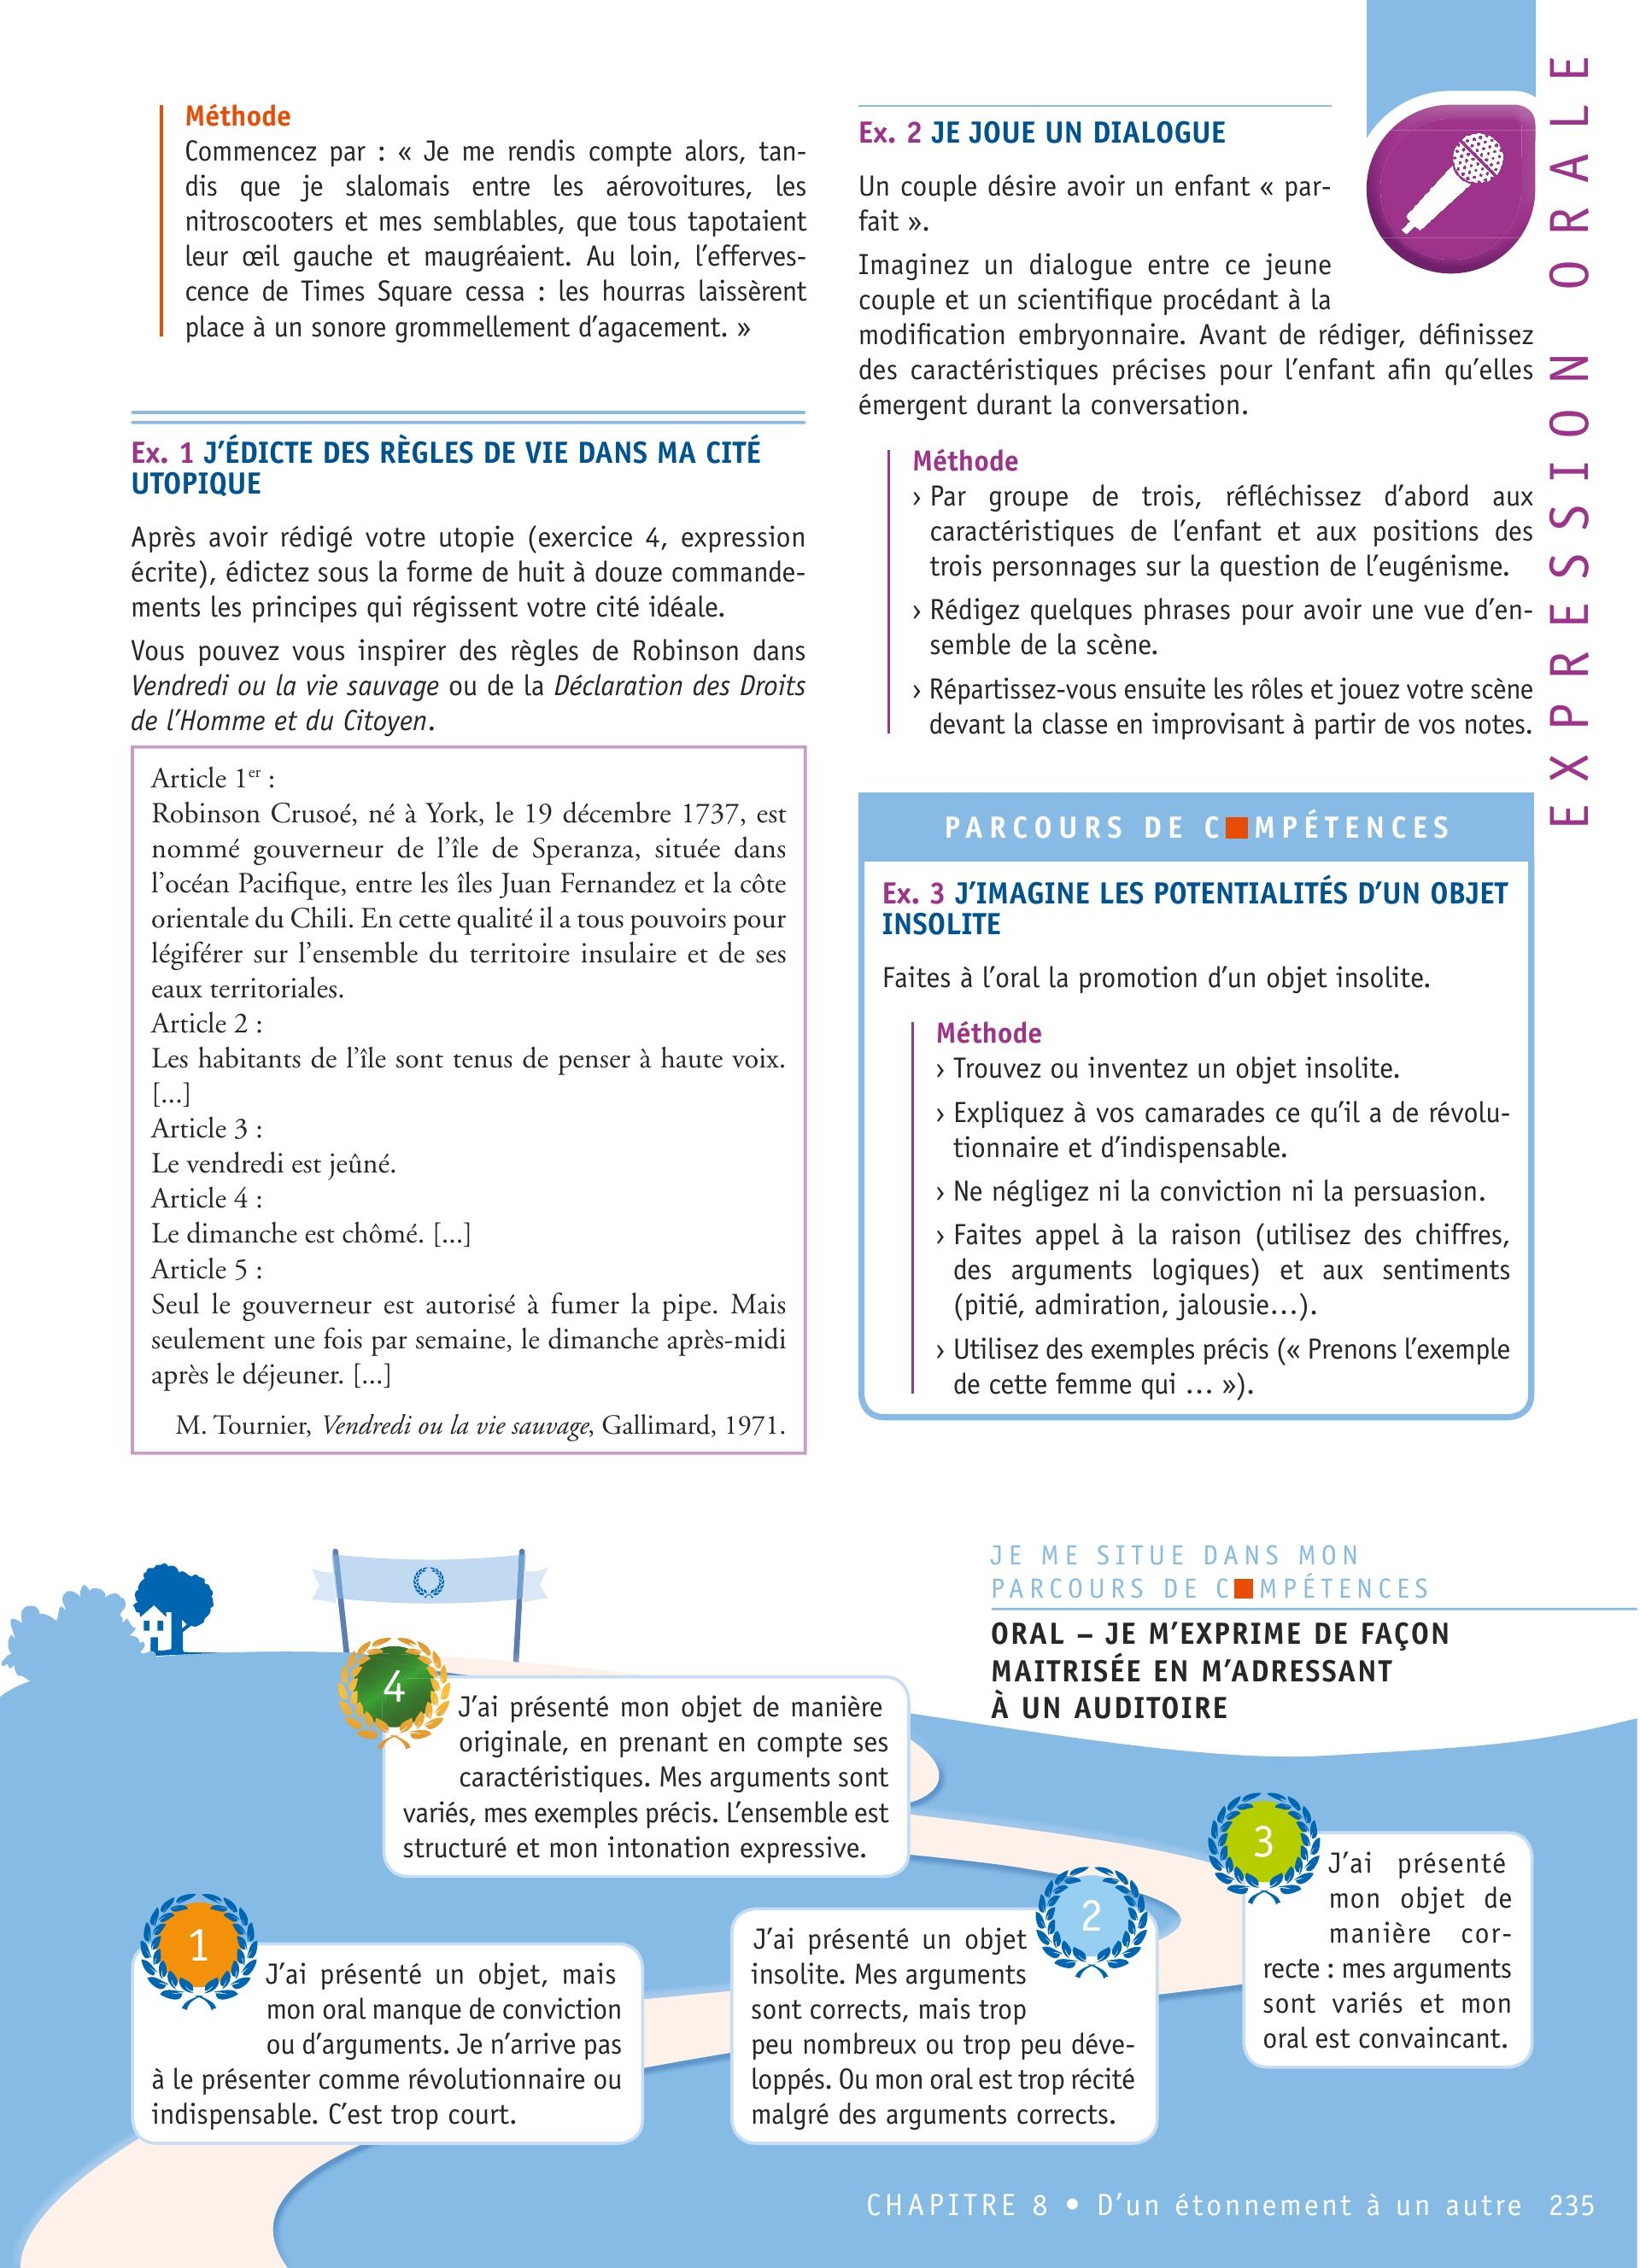 Méthode
Commencez par : « Je me rendis compte alors, tan-
dis que je slalomais entre les aérovoitures, les
nitroscooters et mes semblables, que tous tapotaient
leur œil gauche et maugréaient. Au loin, l'efferves-
cence de Times Square cessa : les hourras laissèrent
place à un sonore grommellement d'agacement. »
Ex. 1 J'ÉDICTE DES RÈGLES DE VIE DANS MA CITÉ
UTOPIQUE
Après avoir rédigé votre utopie (exercice 4, expression
écrite), édictez sous la forme de huit à douze commande-
ments les principes qui régissent votre cité idéale.
Vous pouvez vous inspirer des règles de Robinson dans
Vendredi ou la vie sauvage ou de la Déclaration des Droits
de l'Homme et du Citoyen.
Article 1er :
Robinson Crusoé, né à York, le 19 décembre 1737, est
nommé gouverneur de l'île de Speranza, située dans
l'océan Pacifique, entre les îles Juan Fernandez et la côte
orientale du Chili. En cette qualité il a tous pouvoirs pour
légiférer sur l'ensemble du territoire insulaire et de ses
eaux territoriales.
Article 2 :
Les habitants de l'île sont tenus de penser à haute voix.
[...]
Article 3 :
Le vendredi est jeûné.
Article 4 :
Le dimanche est chômé. [...]
Article 5 :
Seul le gouverneur est autorisé à fumer la pipe. Mais
seulement une fois par semaine, le dimanche après-midi
après le déjeuner. [...]
M. Tournier, Vendredi ou la vie sauvage, Gallimard, 1971.
Ex. 2 JE JOUE UN DIALOGUE
Un couple désire avoir un enfant « par-
fait ».
Imaginez un dialogue entre ce jeune
couple et un scientifique procédant à la
modification embryonnaire. Avant de rédiger, définissez
des caractéristiques précises pour l'enfant afin qu'elles
émergent durant la conversation.
Méthode
› Par groupe de trois, réfléchissez d'abord aux
caractéristiques de l'enfant et aux positions des
trois personnages sur la question de l'eugénisme.
› Rédigez quelques phrases pour avoir une vue d'en-
semble de la scène.
› Répartissez-vous ensuite les rôles et jouez votre scène
devant la classe en improvisant à partir de vos notes.
EXPRESSION ORALE
PARCOURS DE C■MPÉTENCES
Ex. 3 J'IMAGINE LES POTENTIALITÉS D'UN OBJET
INSOLITE
Faites à l'oral la promotion d'un objet insolite.
Méthode
› Trouvez ou inventez un objet insolite.
› Expliquez à vos camarades ce qu'il a de révolu-
tionnaire et d'indispensable.
› Ne négligez ni la conviction ni la persuasion.
› Faites appel à la raison (utilisez des chiffres,
des arguments logiques) et aux sentiments
(pitié, admiration, jalousie...).
› Utilisez des exemples précis (« Prenons l'exemple
de cette femme qui ... »).
JE ME SITUE DANS MON
PARCOURS DE C■MPÉTENCES
ORAL – JE M'EXPRIME DE FAÇON
MAITRISÉE EN M'ADRESSANT
À UN AUDITOIRE
4
J'ai présenté mon objet de manière
originale, en prenant en compte ses
caractéristiques. Mes arguments sont
variés, mes exemples précis. L'ensemble est
structuré et mon intonation expressive.
3
J'ai présenté
mon objet de
manière cor-
recte : mes arguments
sont variés et mon
oral est convaincant.
2
J'ai présenté un objet
insolite. Mes arguments
sont corrects, mais trop
peu nombreux ou trop peu déve-
loppés. Ou mon oral est trop récité
malgré des arguments corrects.
1
J'ai présenté un objet, mais
mon oral manque de conviction
ou d'arguments. Je n'arrive pas
à le présenter comme révolutionnaire ou
indispensable. C'est trop court.
CHAPITRE 8 • D'un étonnement à un autre 235